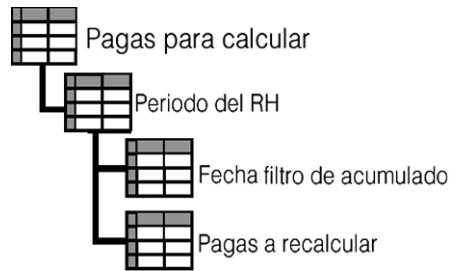 Pagas para calcular
Periodo del RH
Fecha filtro de acumulado
Pagas a recalcular